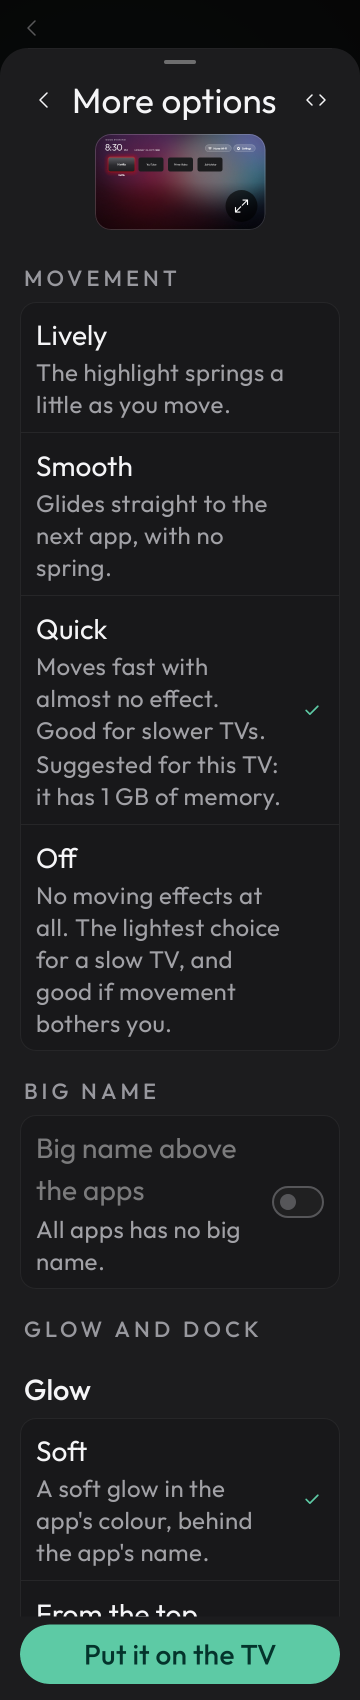 More options
8:30
MOVEMENT
Lively
The highlight springs a
little as you move.
Smooth
Glides straight to the
next app, with no
spring.
Quick
Moves fast with
almost no effect.
Good for slower TVs.
Suggested for this TV:
it has 1 GB of memory.
Off
No moving effects at
all. The lightest choice
for a slow TV, and
good if movement
bothers you.
BIG NAME
Big name above
the apps
All apps has no big
name.
GLOW AND DOCK
Glow
Soft
A soft glow in the
app's colour, behind
the app's name.
From the top
Put it on the TV